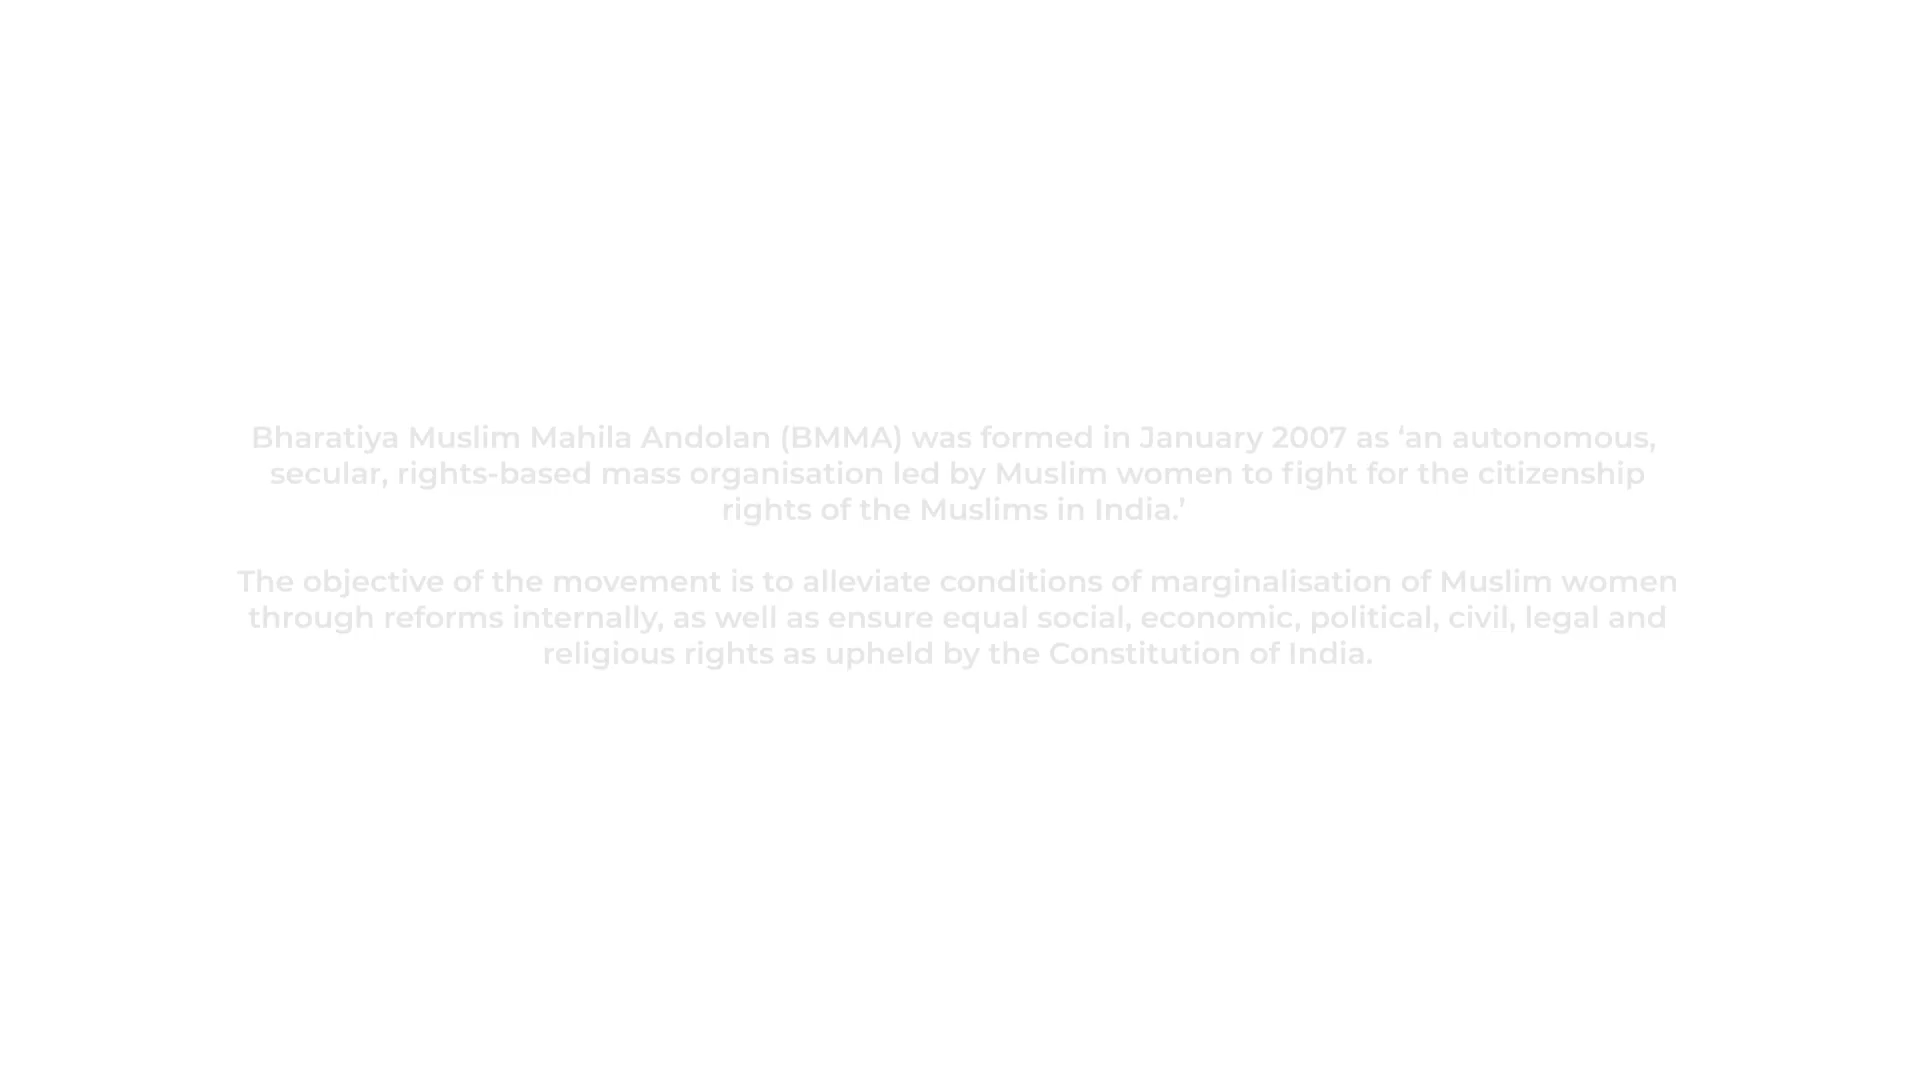 Bharatiya Muslim Mahila Andolan (BMMA) was formed in January 2007 as ‘an autonomous,
secular, rights-based mass organisation led by Muslim women to fight for the citizenship
rights of the Muslims in India.’
The objective of the movement is to alleviate conditions of marginalisation of Muslim women
through reforms internally, as well as ensure equal social, economic, political, civil, legal and
religious rights as upheld by the Constitution of India.